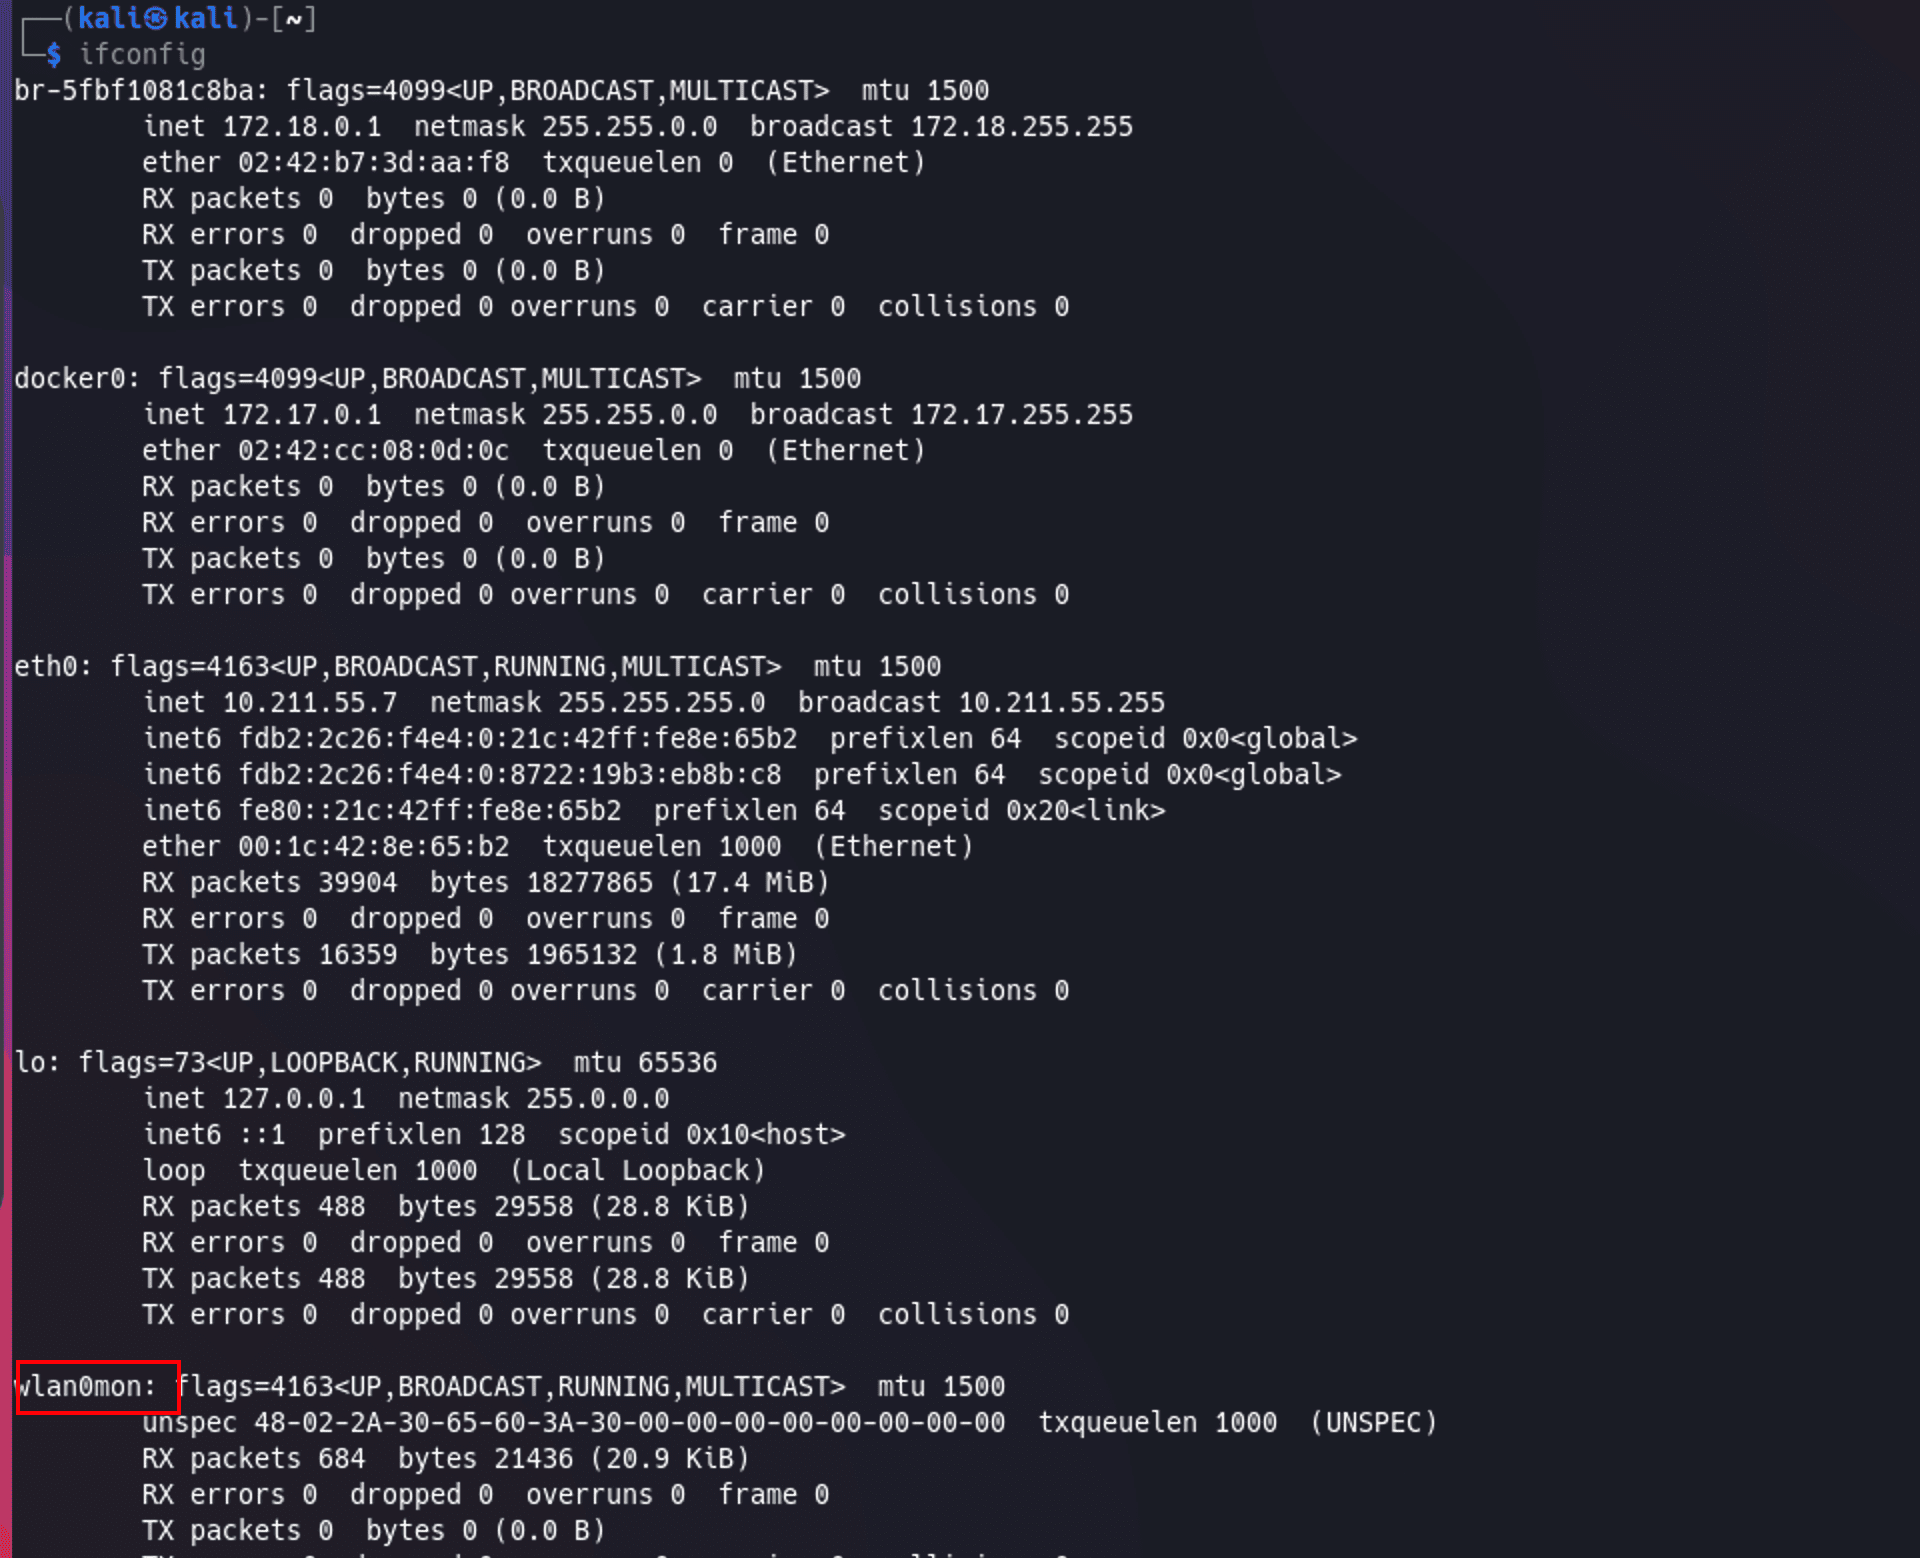 ┌──(kali㉿kali)-[~]
└─$ ifconfig
br-5fbf1081c8ba: flags=4099<UP,BROADCAST,MULTICAST>  mtu 1500
        inet 172.18.0.1  netmask 255.255.0.0  broadcast 172.18.255.255
        ether 02:42:b7:3d:aa:f8  txqueuelen 0  (Ethernet)
        RX packets 0  bytes 0 (0.0 B)
        RX errors 0  dropped 0  overruns 0  frame 0
        TX packets 0  bytes 0 (0.0 B)
        TX errors 0  dropped 0 overruns 0  carrier 0  collisions 0

docker0: flags=4099<UP,BROADCAST,MULTICAST>  mtu 1500
        inet 172.17.0.1  netmask 255.255.0.0  broadcast 172.17.255.255
        ether 02:42:cc:08:0d:0c  txqueuelen 0  (Ethernet)
        RX packets 0  bytes 0 (0.0 B)
        RX errors 0  dropped 0  overruns 0  frame 0
        TX packets 0  bytes 0 (0.0 B)
        TX errors 0  dropped 0 overruns 0  carrier 0  collisions 0

eth0: flags=4163<UP,BROADCAST,RUNNING,MULTICAST>  mtu 1500
        inet 10.211.55.7  netmask 255.255.255.0  broadcast 10.211.55.255
        inet6 fdb2:2c26:f4e4:0:21c:42ff:fe8e:65b2  prefixlen 64  scopeid 0x0<global>
        inet6 fdb2:2c26:f4e4:0:8722:19b3:eb8b:c8  prefixlen 64  scopeid 0x0<global>
        inet6 fe80::21c:42ff:fe8e:65b2  prefixlen 64  scopeid 0x20<link>
        ether 00:1c:42:8e:65:b2  txqueuelen 1000  (Ethernet)
        RX packets 39904  bytes 18277865 (17.4 MiB)
        RX errors 0  dropped 0  overruns 0  frame 0
        TX packets 16359  bytes 1965132 (1.8 MiB)
        TX errors 0  dropped 0 overruns 0  carrier 0  collisions 0

lo: flags=73<UP,LOOPBACK,RUNNING>  mtu 65536
        inet 127.0.0.1  netmask 255.0.0.0
        inet6 ::1  prefixlen 128  scopeid 0x10<host>
        loop  txqueuelen 1000  (Local Loopback)
        RX packets 488  bytes 29558 (28.8 KiB)
        RX errors 0  dropped 0  overruns 0  frame 0
        TX packets 488  bytes 29558 (28.8 KiB)
        TX errors 0  dropped 0 overruns 0  carrier 0  collisions 0

wlan0mon: flags=4163<UP,BROADCAST,RUNNING,MULTICAST>  mtu 1500
        unspec 48-02-2A-30-65-60-3A-30-00-00-00-00-00-00-00-00  txqueuelen 1000  (UNSPEC)
        RX packets 684  bytes 21436 (20.9 KiB)
        RX errors 0  dropped 0  overruns 0  frame 0
        TX packets 0  bytes 0 (0.0 B)